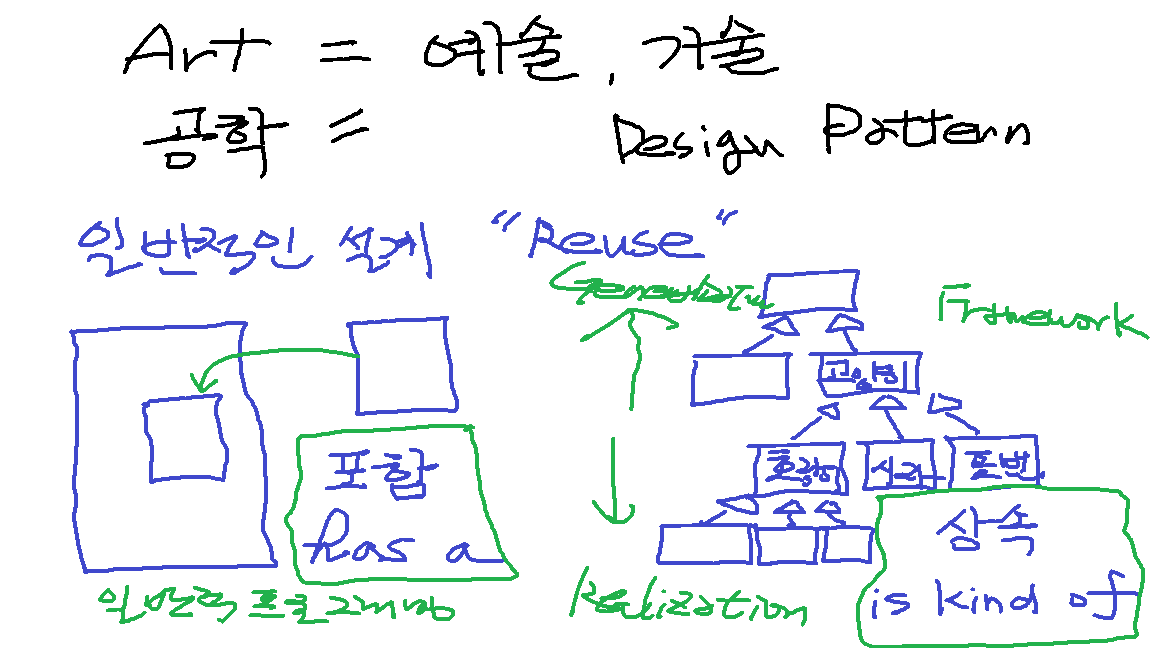 Art = 예술, 기술
공학 =
Design Pattern
일반적인 설계 "Reuse"
Generalization
Framework
고양이
호랑이 사자 표범
포함
has a
상속
is kind of
일반적 프로그래밍
Realization